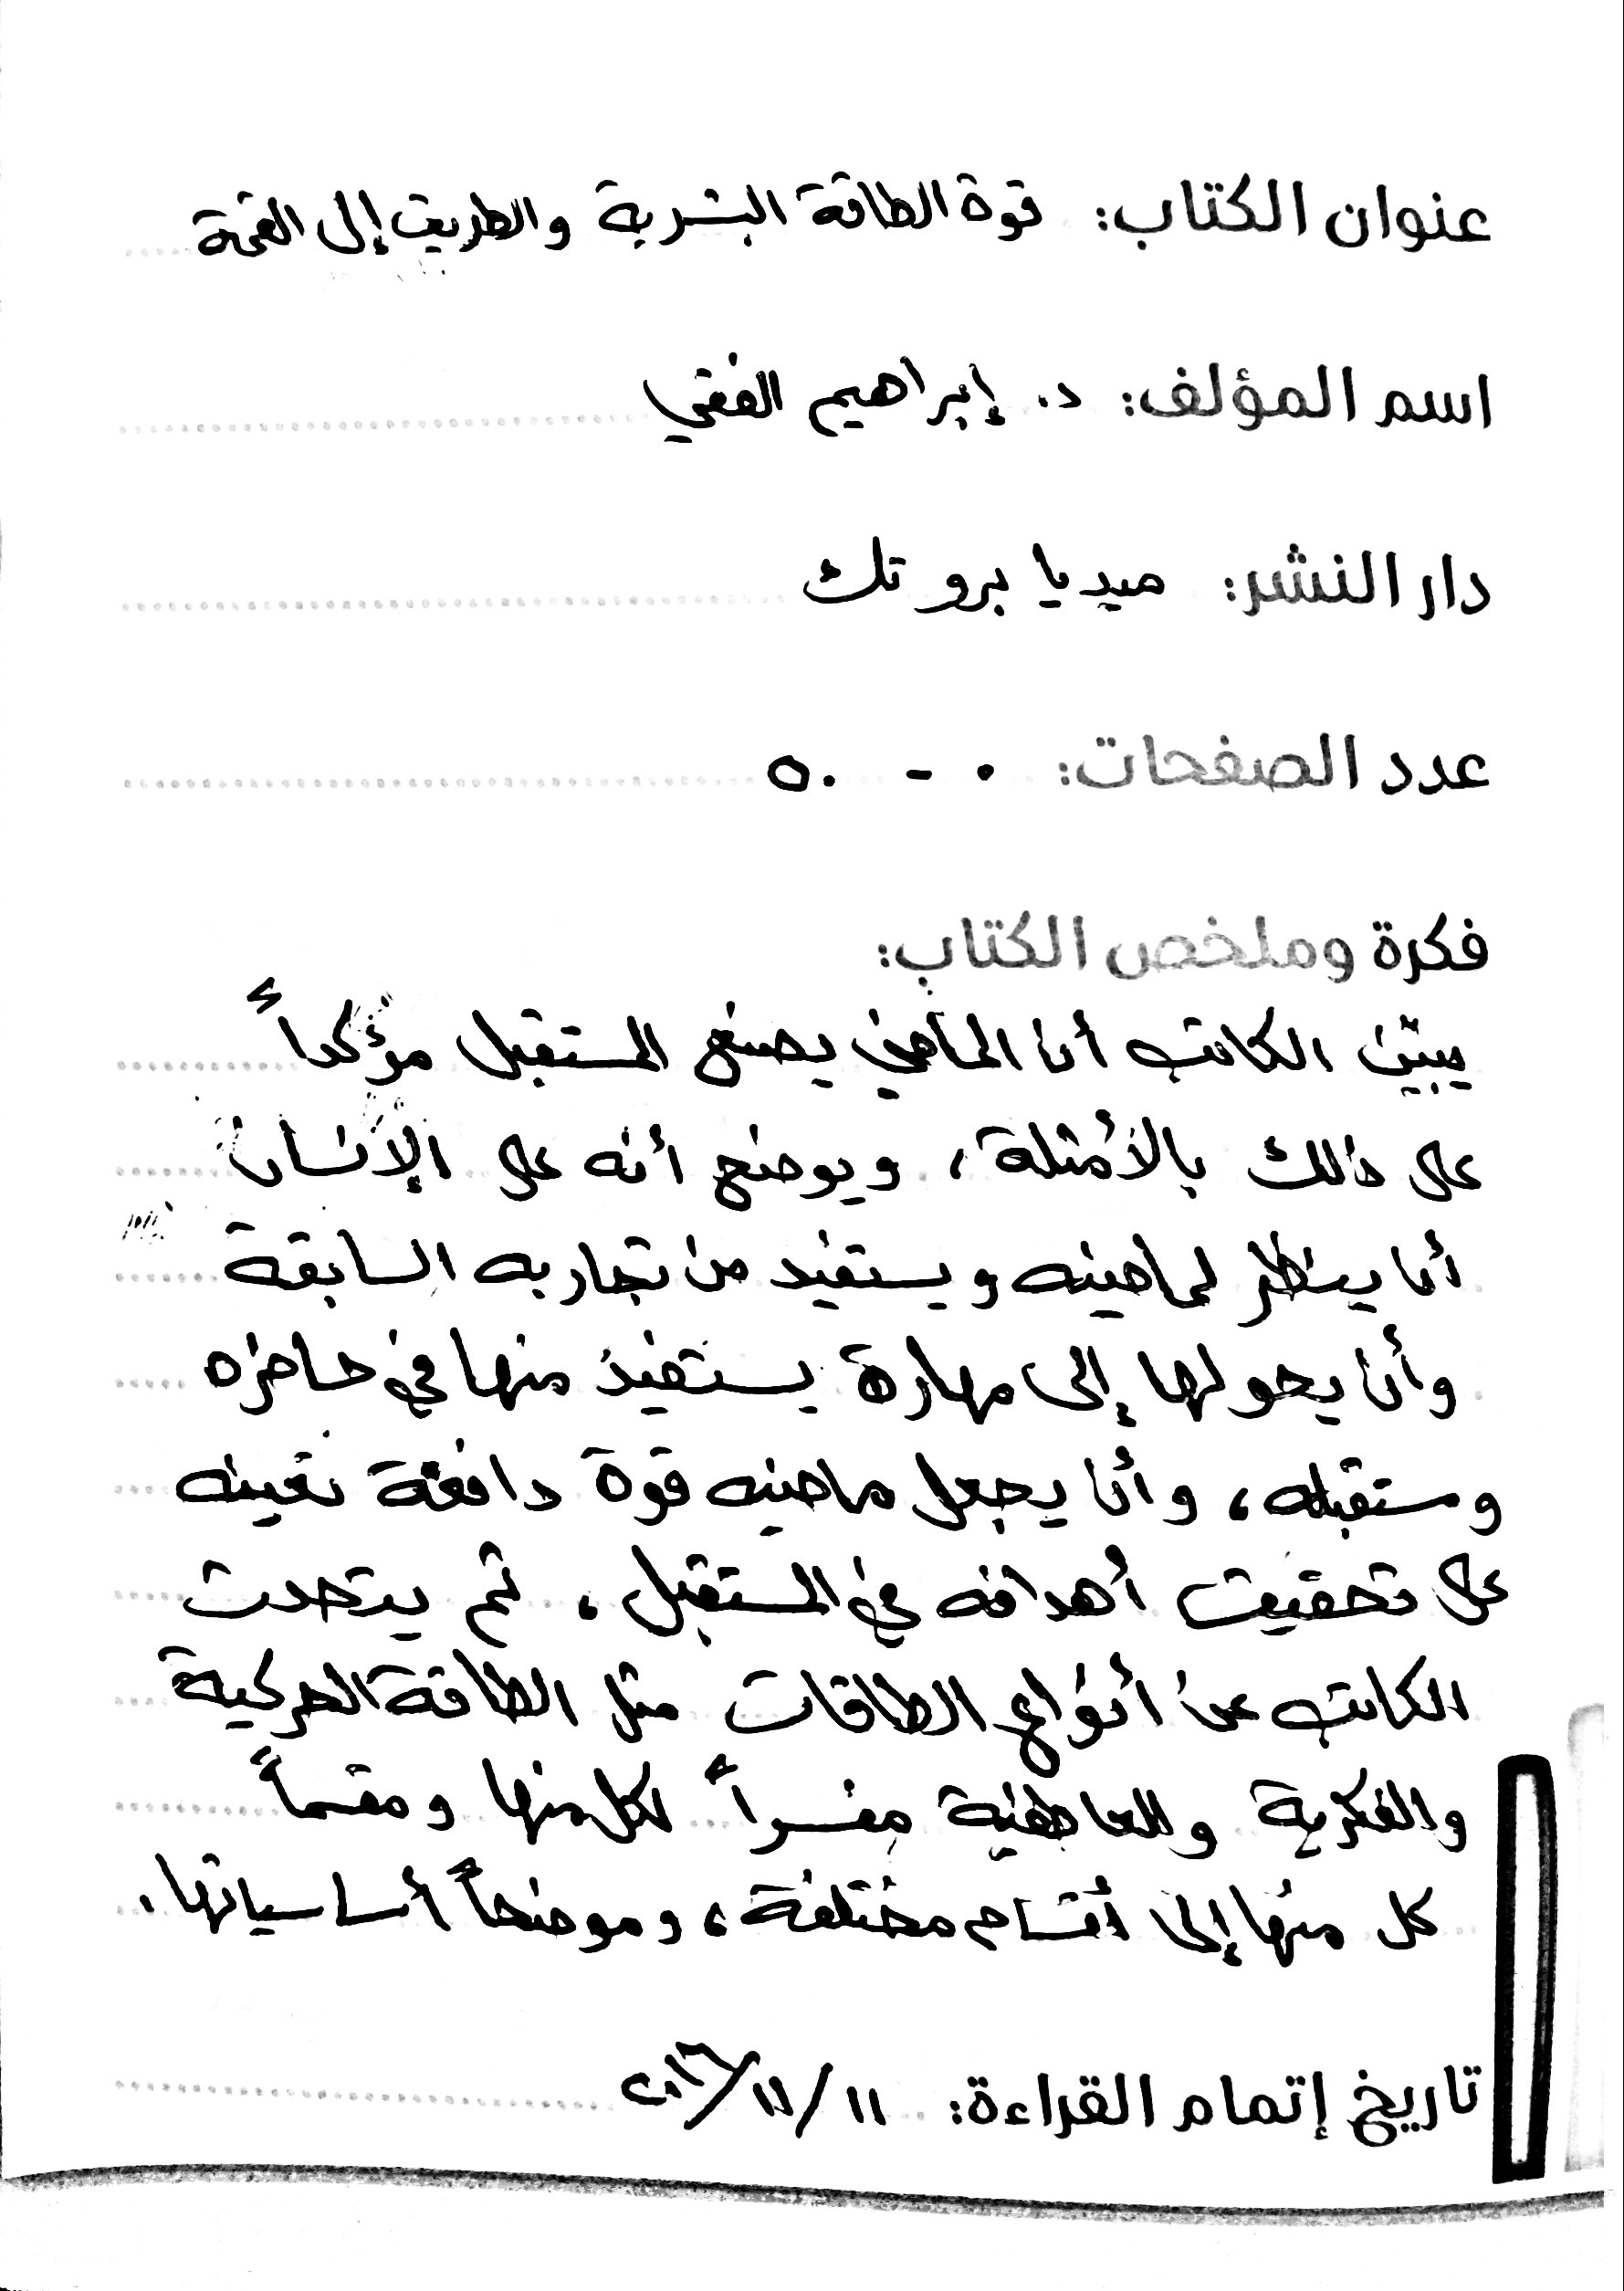 عنوان الكتاب: قوة الطاقة البشرية والطريق إلى القمة
اسم المؤلف: د. إبراهيم الفقي
دار النشر: ميديا بروتك
عدد الصفحات: ٠ - ٥٠
فكرة وملخص الكتاب:
يبيّن الكاتب أن الماضي يصنع المستقبل مؤكداً
على ذلك بالأمثلة، ويوضح أنه على الإنسان
أن ينظر لماضيه ويستفيد من تجاربه السابقة
وأن يحولها إلى مهارة يستفيد منها في حاضره
ومستقبله، وأن يجعل ماضيه قوة دافعة تعينه
على تحقيق أهدافه في المستقبل، ثم يتحدث
الكاتب عن أنواع الطاقات مثل الطاقة الحركية
والفكرية والعاطفية مفسراً لكل منها ومقسماً
كل منها إلى أقسام مختلفة، وموضحاً أساسياتها.
تاريخ إتمام القراءة: ١١/١١/٢٠١٦